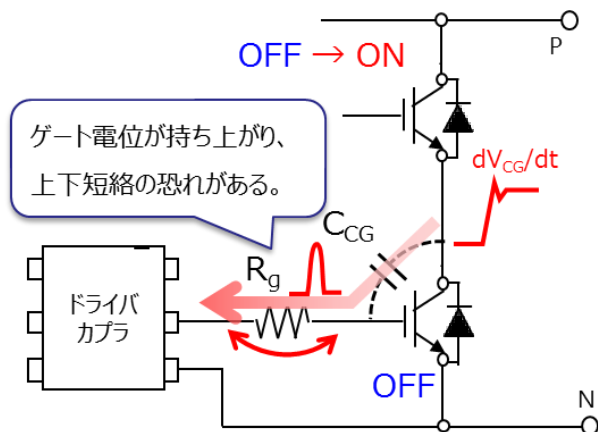 OFF → ON
P
ゲート電位が持ち上がり、
上下短絡の恐れがある。
dVCG/dt
CCG
Rg
ドライバ
カプラ
OFF
N